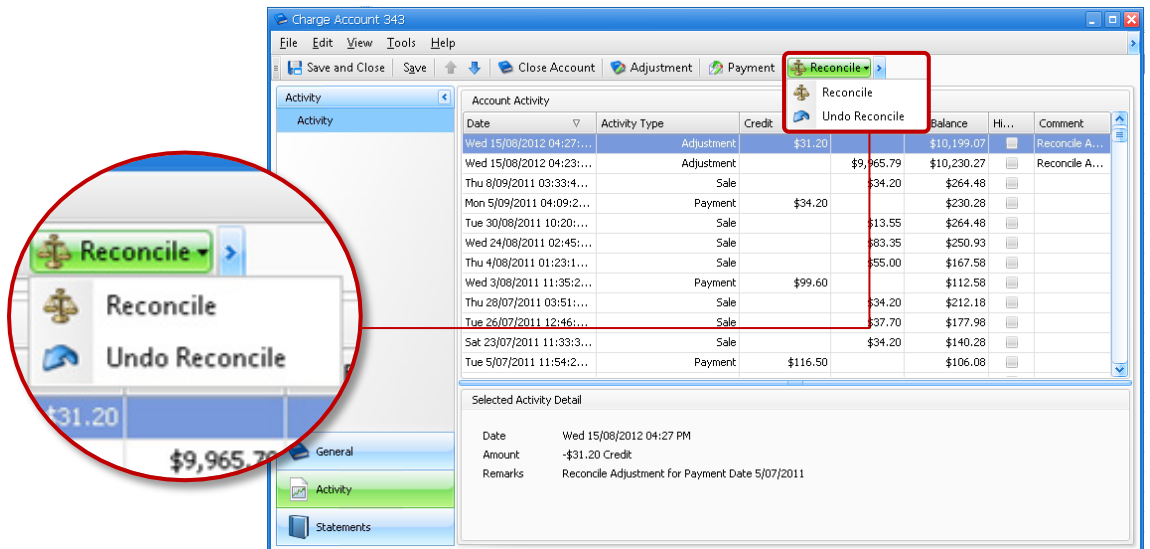 Charge Account 343
File Edit View Tools Help
Save and Close Save Close Account Adjustment Payment Reconcile
Reconcile
Undo Reconcile
Activity
Activity
Account Activity
Date Activity Type Credit Balance Hi... Comment
Wed 15/08/2012 04:27:... Adjustment $31.20 $10,199.07 Reconcile A...
Wed 15/08/2012 04:23:... Adjustment $9,965.79 $10,230.27 Reconcile A...
Thu 8/09/2011 03:33:4... Sale $34.20 $264.48
Mon 5/09/2011 04:09:2... Payment $34.20 $230.28
Tue 30/08/2011 10:20:... Sale $13.55 $264.48
Wed 24/08/2011 02:45:... Sale $83.35 $250.93
Thu 4/08/2011 01:23:1... Sale $55.00 $167.58
Wed 3/08/2011 11:35:2... Payment $99.60 $112.58
Thu 28/07/2011 03:51:... Sale $34.20 $212.18
Tue 26/07/2011 12:46:... Sale $37.70 $177.98
Sat 23/07/2011 11:33:3... Sale $34.20 $140.28
Tue 5/07/2011 11:54:2... Payment $116.50 $106.08
Selected Activity Detail
Date Wed 15/08/2012 04:27 PM
Amount -$31.20 Credit
Remarks Reconcile Adjustment for Payment Date 5/07/2011
General
Activity
Statements
Reconcile
Reconcile
Undo Reconcile
$31.20
$9,965.79